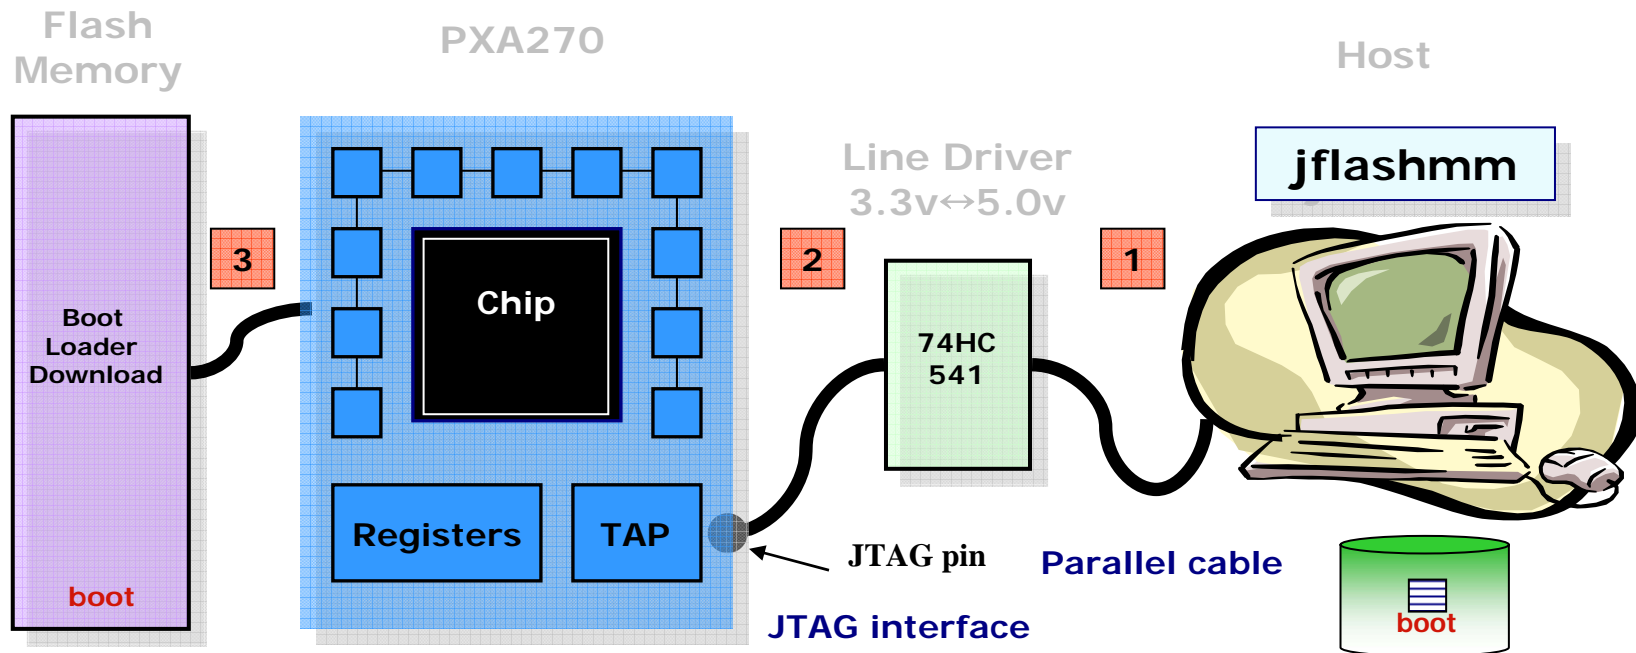 Flash
Memory
PXA270
Host
Line Driver
3.3v↔5.0v
jflashmm
3
2
1
Chip
Boot
Loader
Download
74HC
541
Registers
TAP
JTAG pin
Parallel cable
JTAG interface
boot
boot